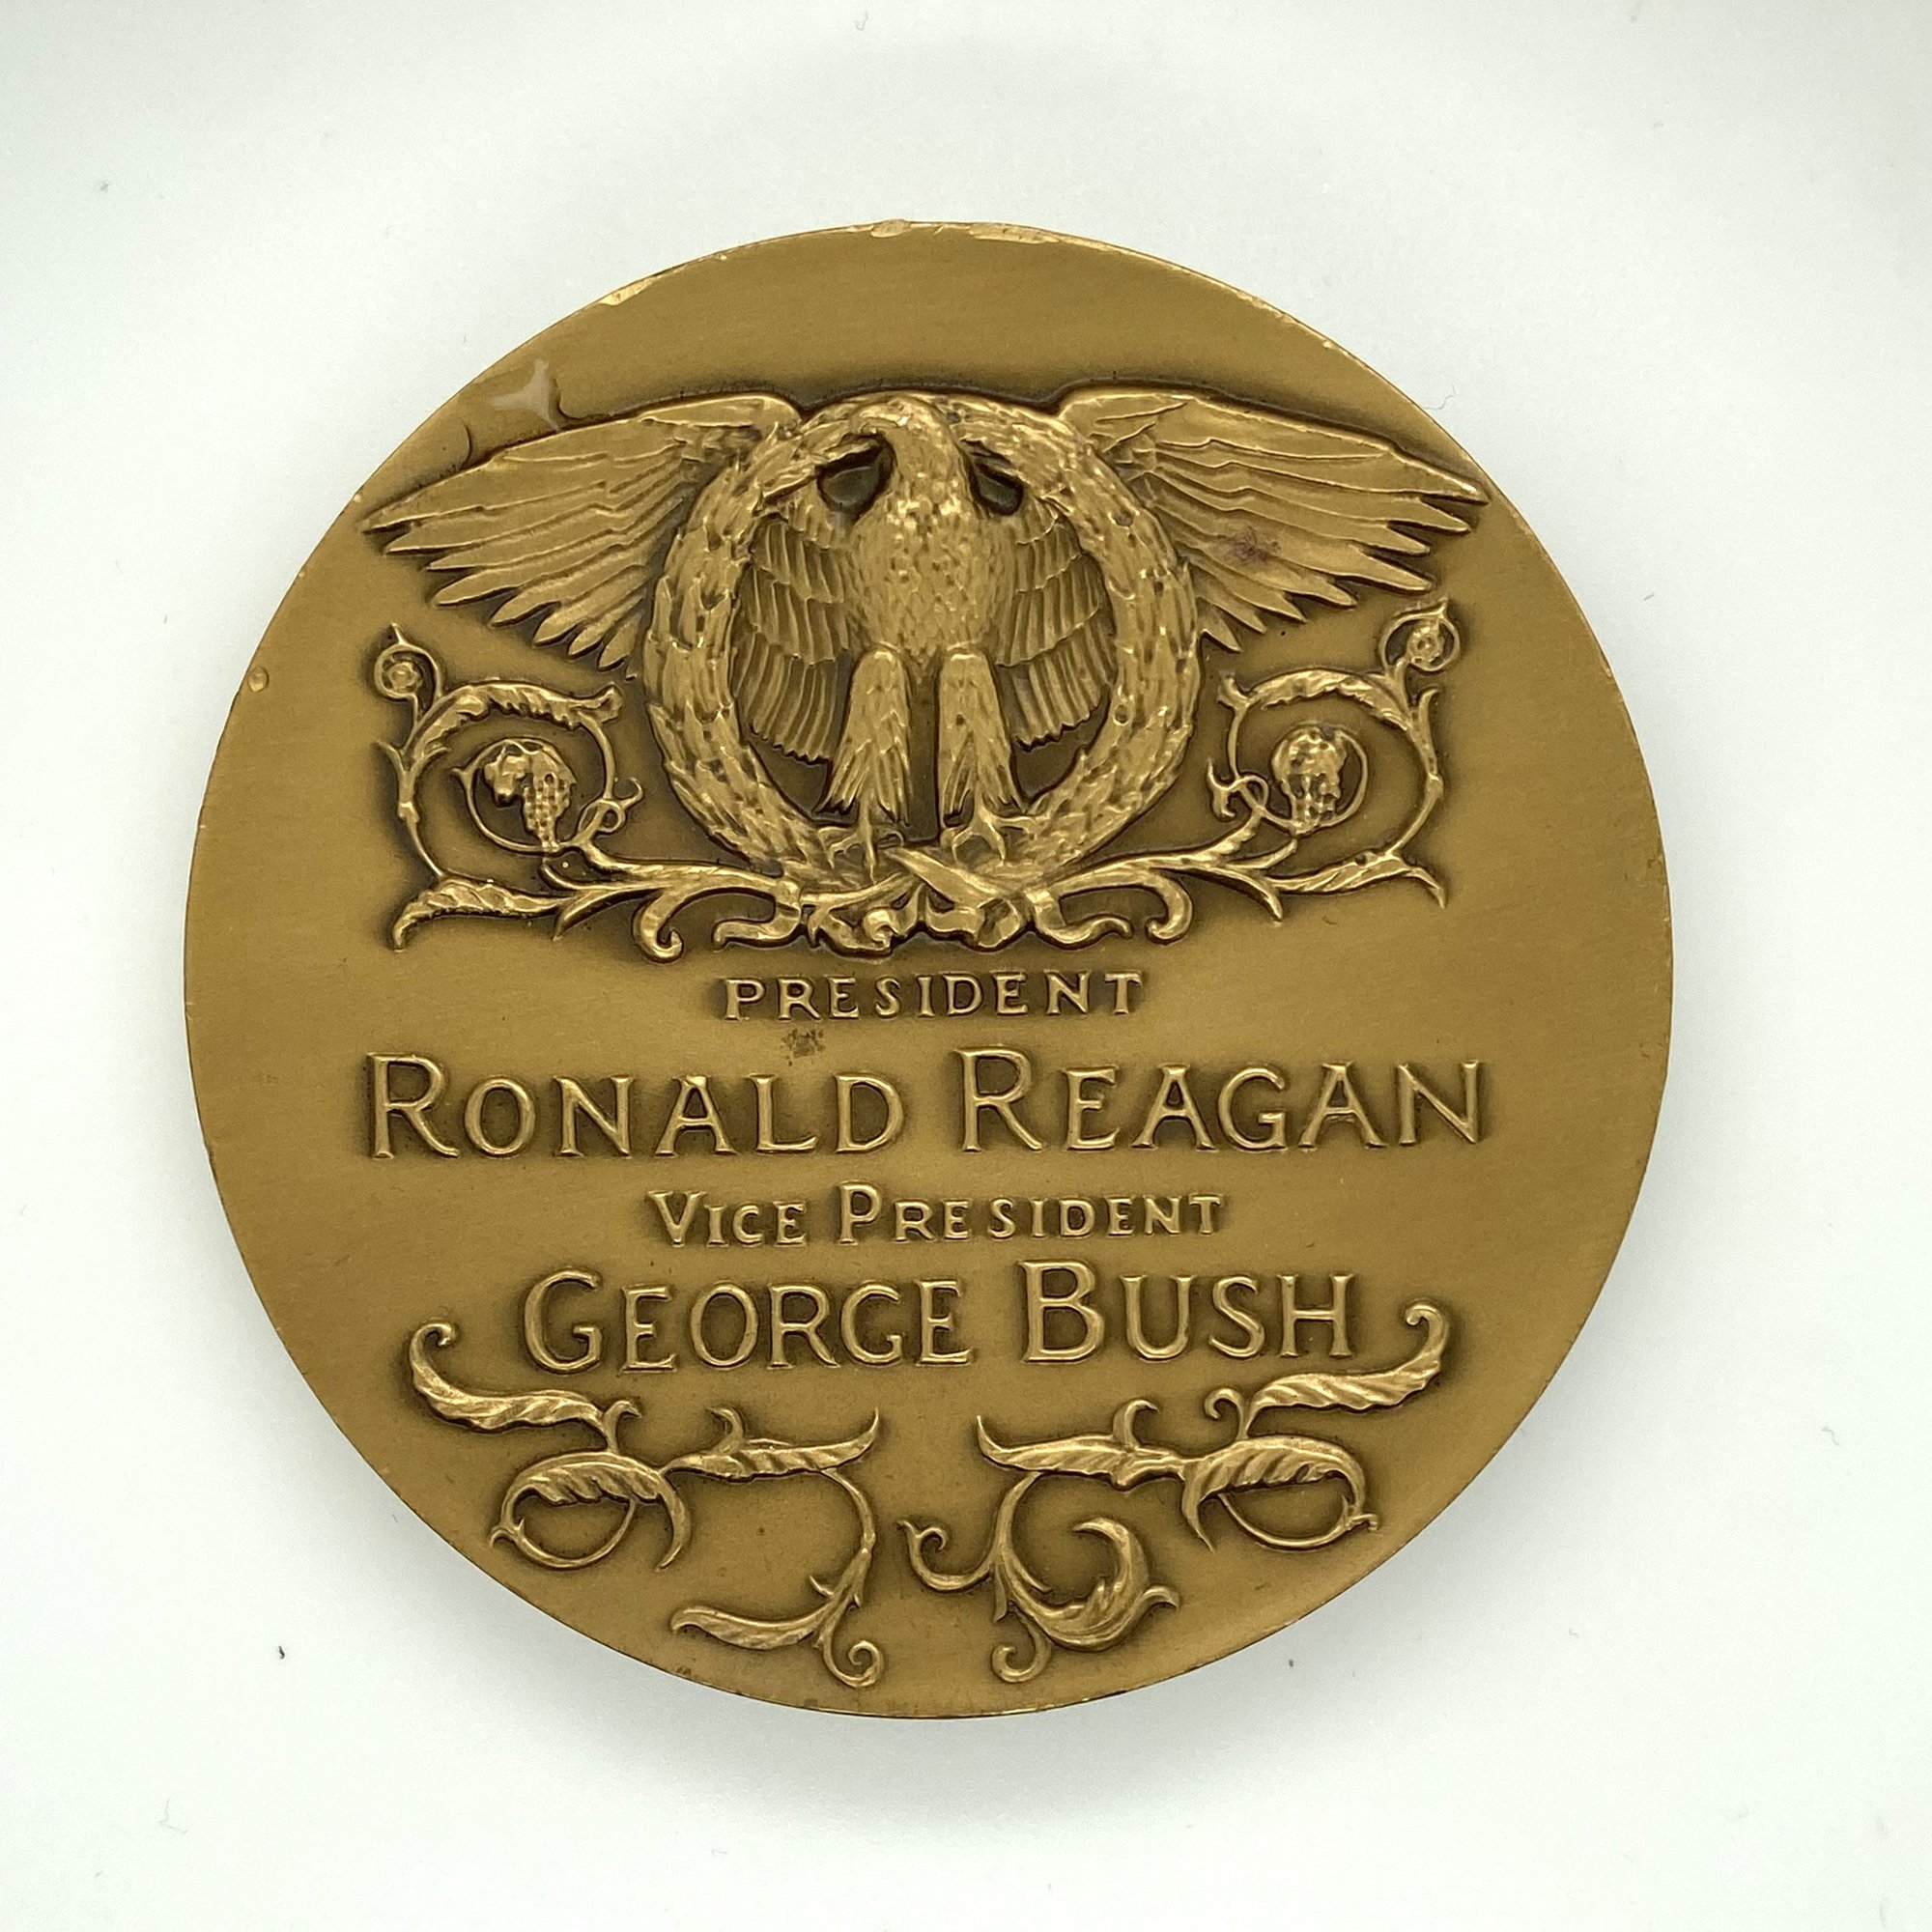 PRESIDENT
RONALD REAGAN
VICE PRESIDENT
GEORGE BUSH